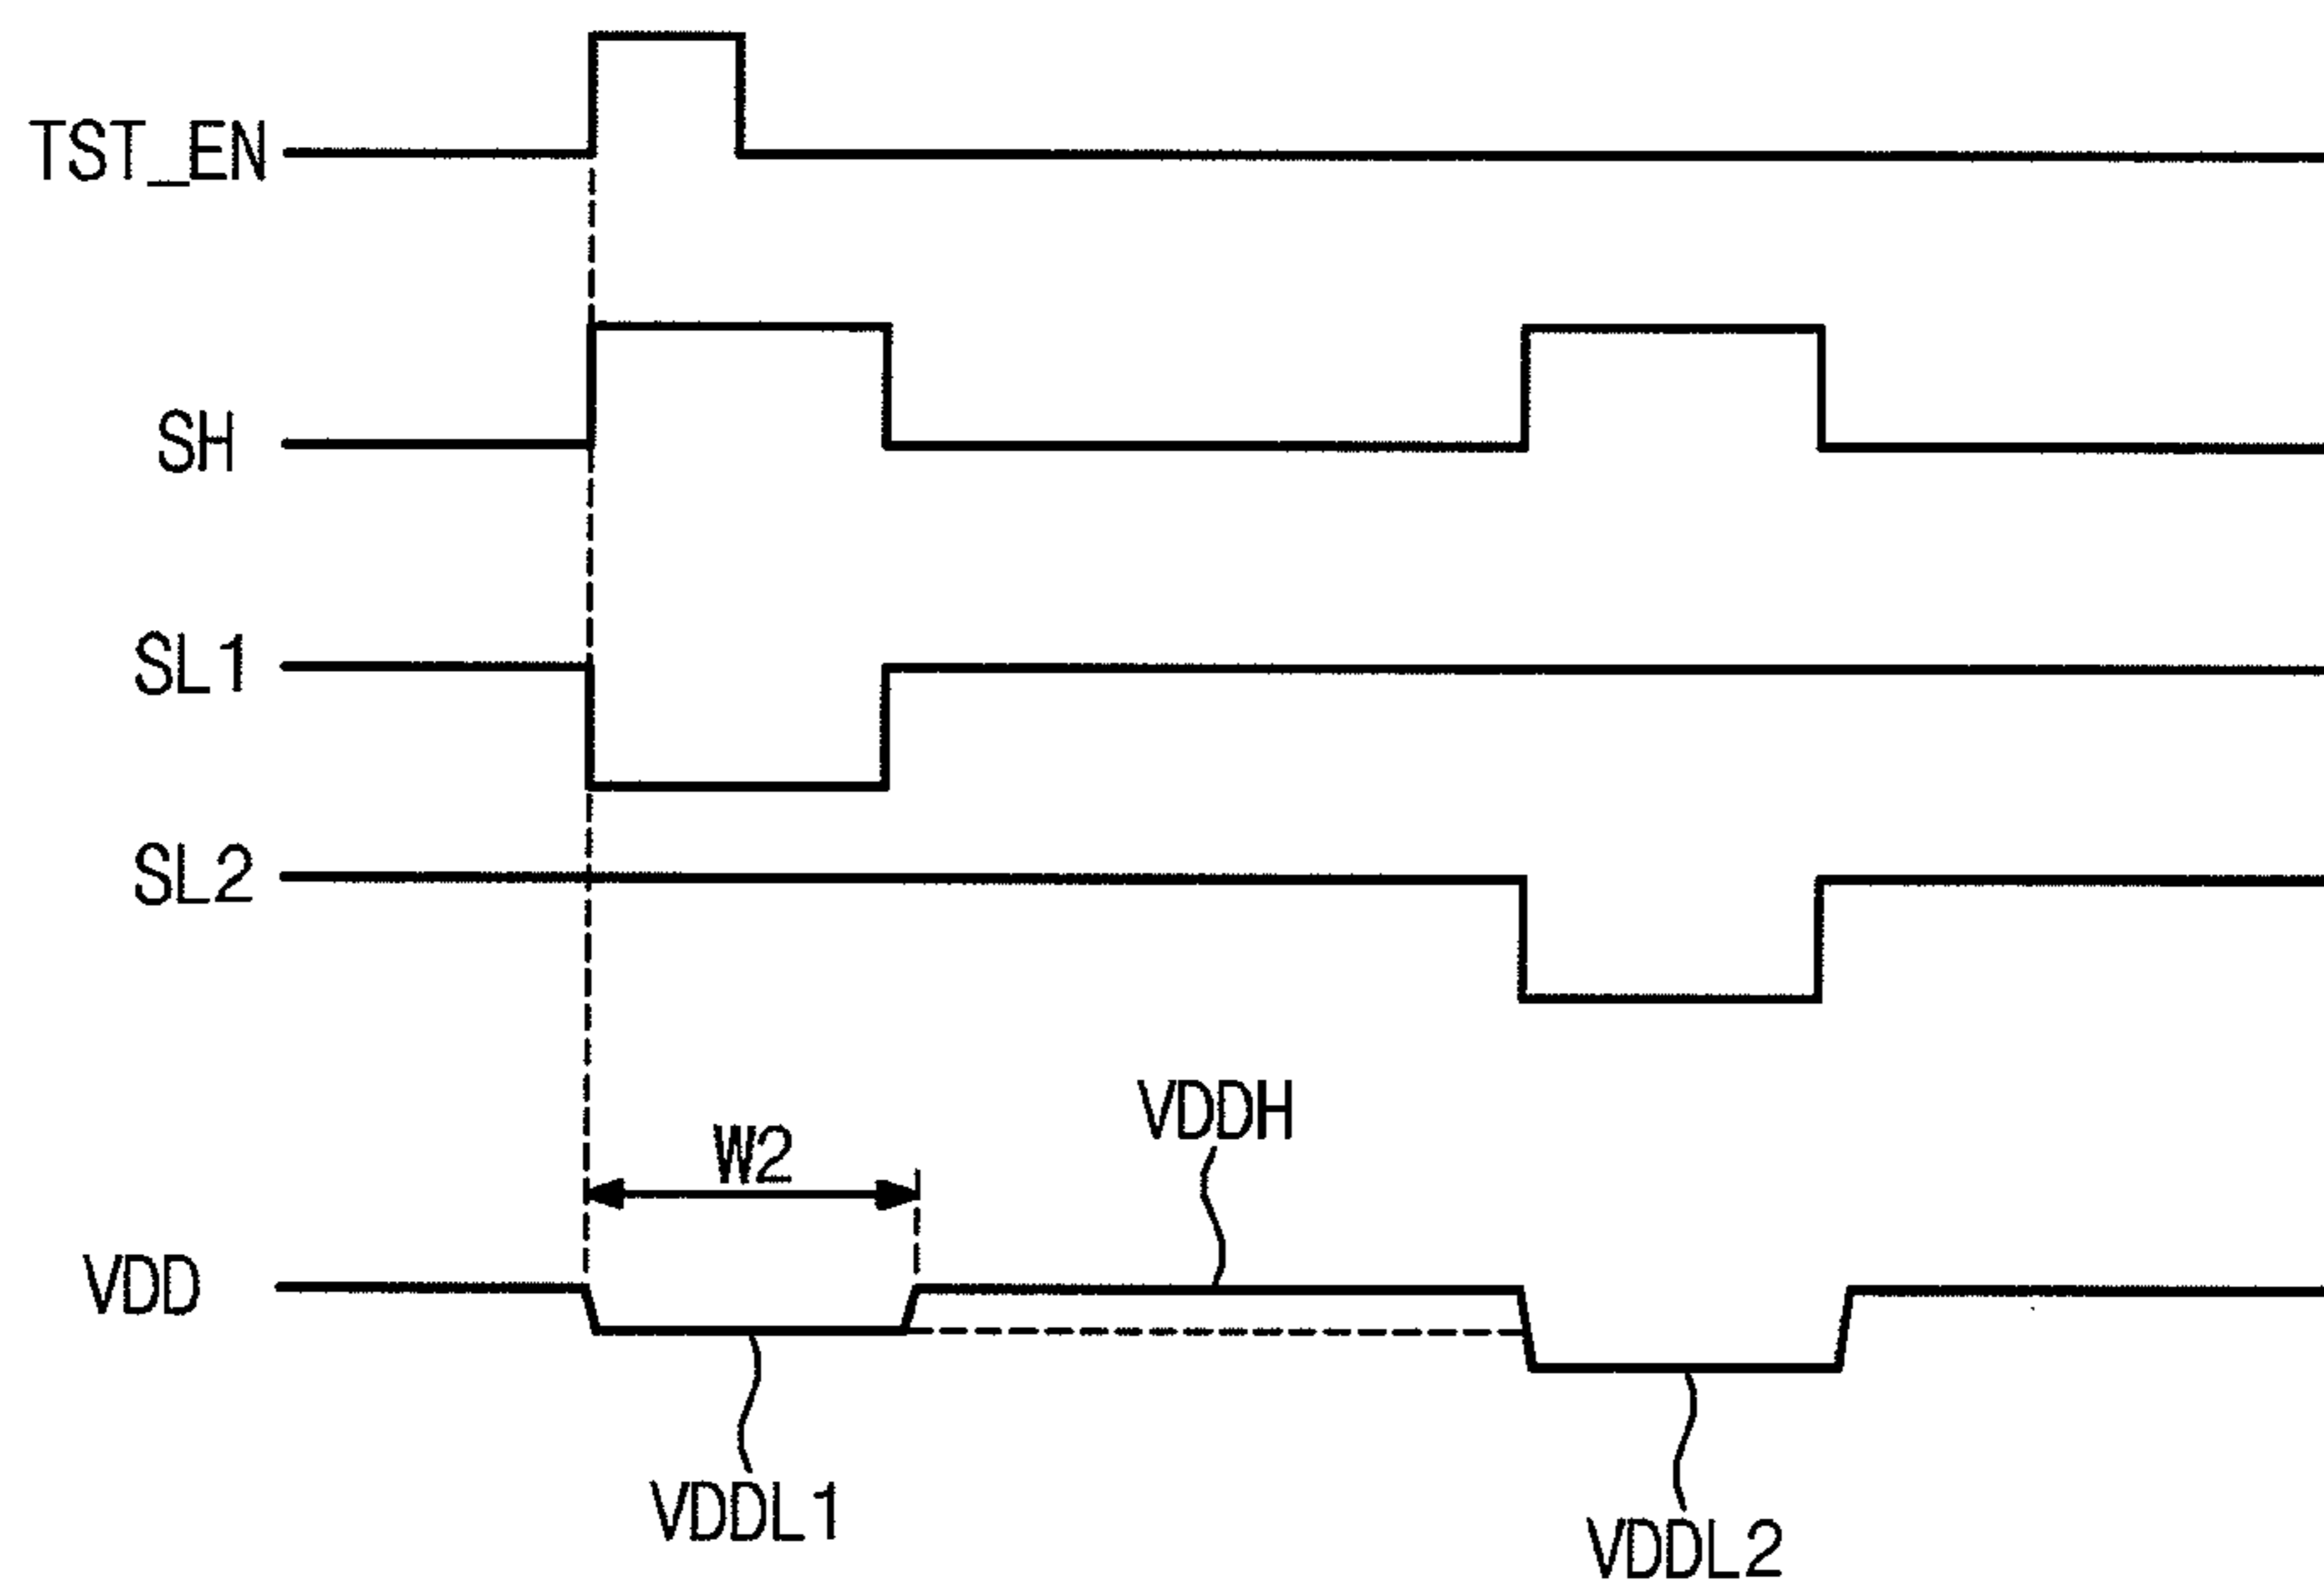 TST_EN
SH
SL1
SL2
VDDH
W2
VDD
VDDL1
VDDL2